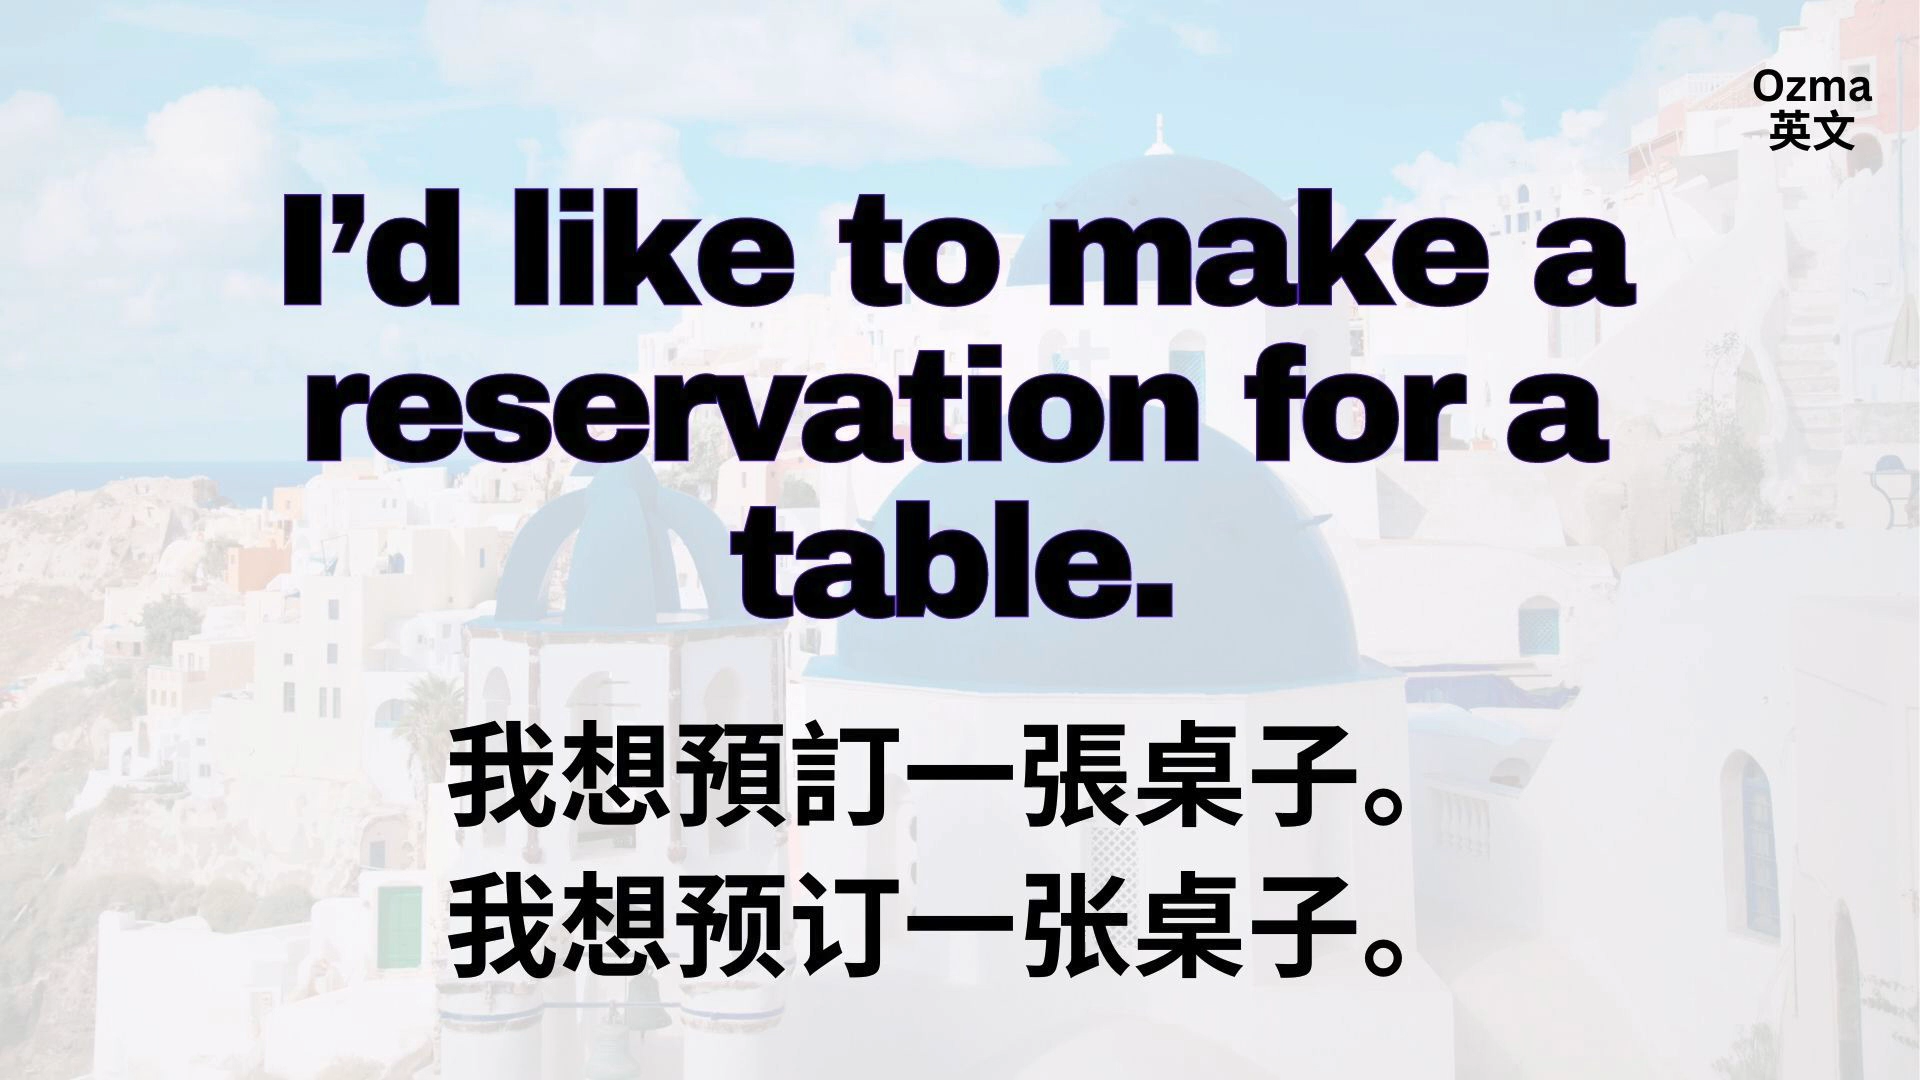 Ozma
英文
I’d like to make a
reservation for a
table.
我想預訂一張桌子。
我想预订一张桌子。